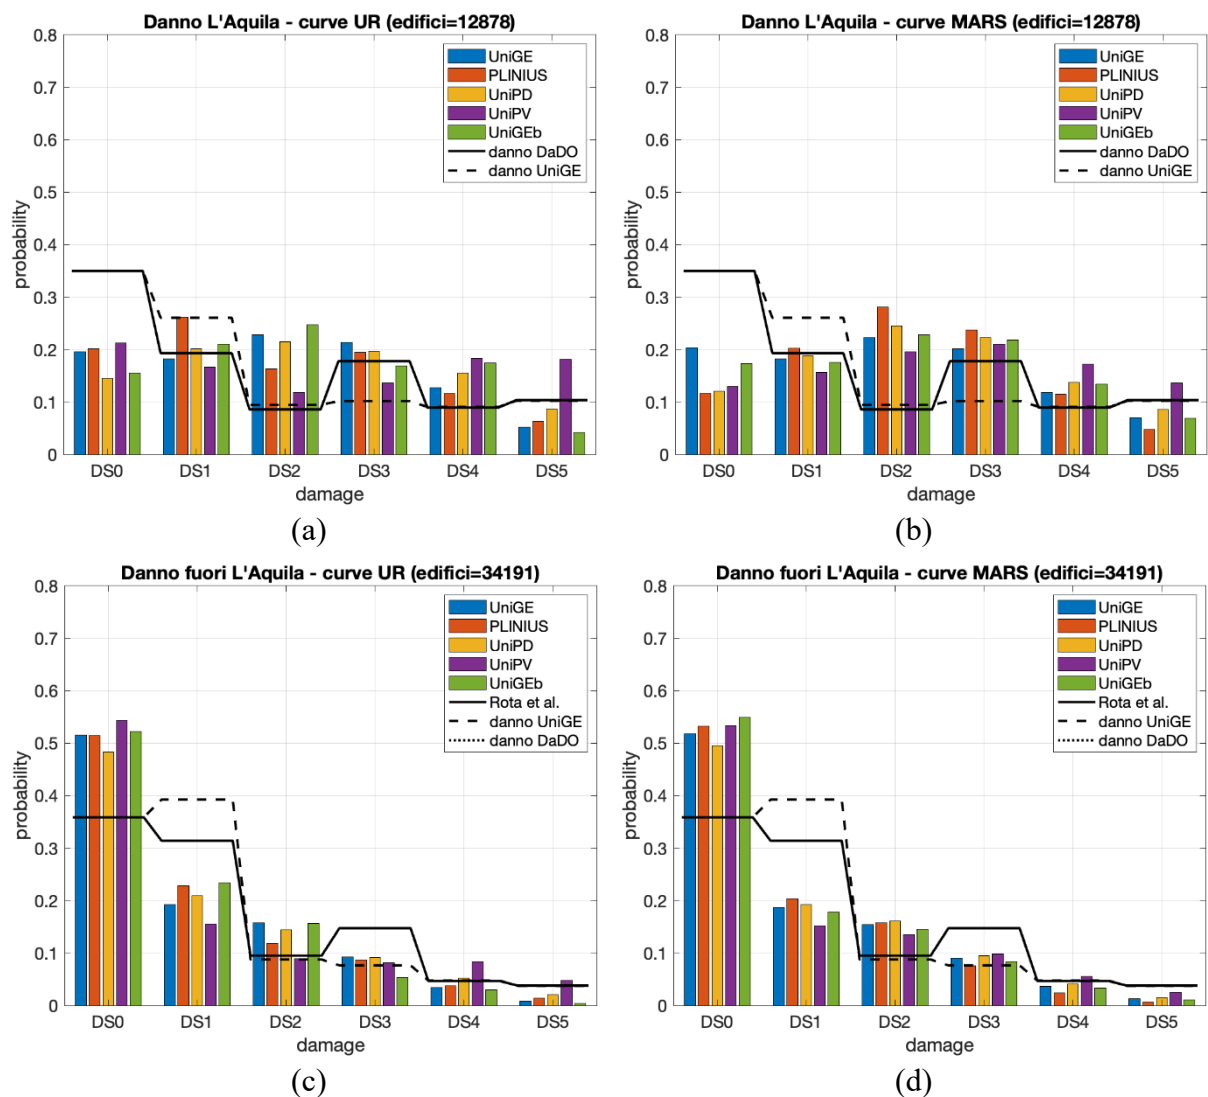 Danno L'Aquila - curve UR (edifici=12878)
0.8
0.7
0.6
0.5
0.4
0.3
0.2
0.1
0
probability
UniGE
PLINIUS
UniPD
UniPV
UniGEb
danno DaDO
danno UniGE
DS0 DS1 DS2 DS3 DS4 DS5
damage
(a)
Danno L'Aquila - curve MARS (edifici=12878)
0.8
0.7
0.6
0.5
0.4
0.3
0.2
0.1
0
probability
UniGE
PLINIUS
UniPD
UniPV
UniGEb
danno DaDO
danno UniGE
DS0 DS1 DS2 DS3 DS4 DS5
damage
(b)
Danno fuori L'Aquila - curve UR (edifici=34191)
0.8
0.7
0.6
0.5
0.4
0.3
0.2
0.1
0
probability
UniGE
PLINIUS
UniPD
UniPV
UniGEb
Rota et al.
danno UniGE
danno DaDO
DS0 DS1 DS2 DS3 DS4 DS5
damage
(c)
Danno fuori L'Aquila - curve MARS (edifici=34191)
0.8
0.7
0.6
0.5
0.4
0.3
0.2
0.1
0
probability
UniGE
PLINIUS
UniPD
UniPV
UniGEb
Rota et al.
danno UniGE
danno DaDO
DS0 DS1 DS2 DS3 DS4 DS5
damage
(d)